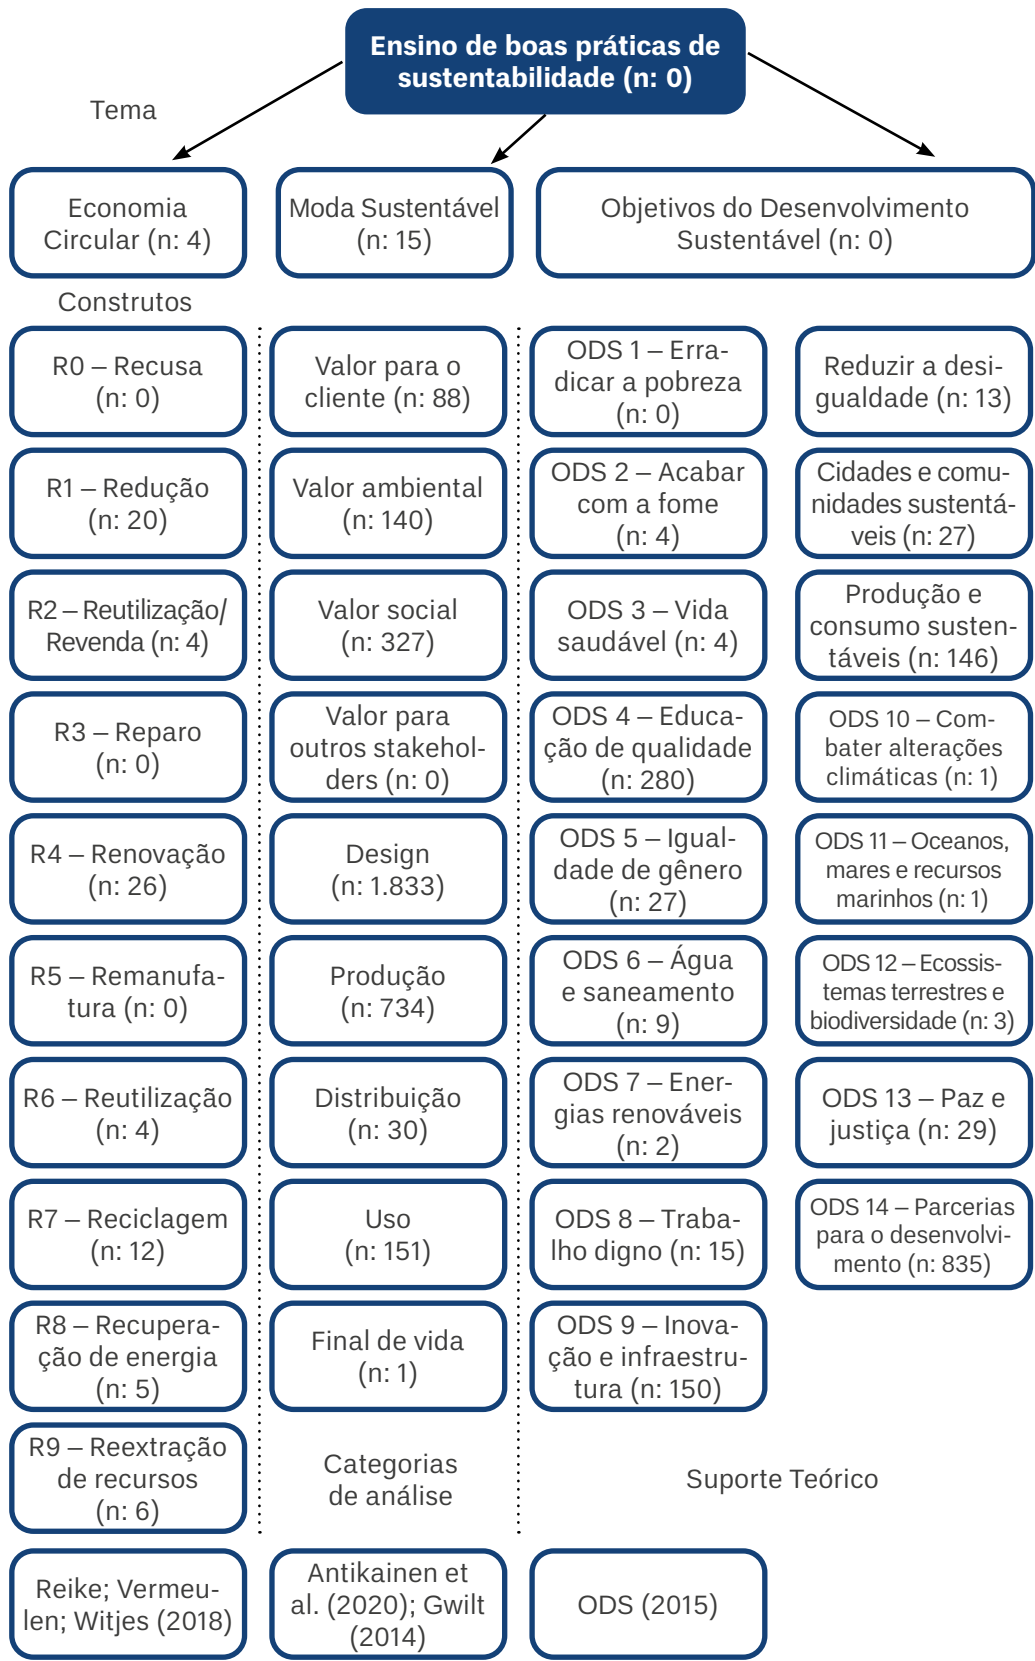 Ensino de boas práticas de
sustentabilidade (n: 0)
Tema
Economia
Circular (n: 4)
Moda Sustentável
(n: 15)
Objetivos do Desenvolvimento
Sustentável (n: 0)
Construtos
R0 – Recusa
(n: 0)
R1 – Redução
(n: 20)
R2 – Reutilização/
Revenda (n: 4)
R3 – Reparo
(n: 0)
R4 – Renovação
(n: 26)
R5 – Remanufa-
tura (n: 0)
R6 – Reutilização
(n: 4)
R7 – Reciclagem
(n: 12)
R8 – Recupera-
ção de energia
(n: 5)
R9 – Reextração
de recursos
(n: 6)
Reike; Vermeu-
len; Witjes (2018)
Valor para o
cliente (n: 88)
Valor ambiental
(n: 140)
Valor social
(n: 327)
Valor para
outros stakehol-
ders (n: 0)
Design
(n: 1.833)
Produção
(n: 734)
Distribuição
(n: 30)
Uso
(n: 151)
Final de vida
(n: 1)
Categorias
de análise
Antikainen et
al. (2020); Gwilt
(2014)
ODS 1 – Erra-
dicar a pobreza
(n: 0)
ODS 2 – Acabar
com a fome
(n: 4)
ODS 3 – Vida
saudável (n: 4)
ODS 4 – Educa-
ção de qualidade
(n: 280)
ODS 5 – Igual-
dade de gênero
(n: 27)
ODS 6 – Água
e saneamento
(n: 9)
ODS 7 – Ener-
gias renováveis
(n: 2)
ODS 8 – Traba-
lho digno (n: 15)
ODS 9 – Inova-
ção e infraestru-
tura (n: 150)
Reduzir a desi-
gualdade (n: 13)
Cidades e comu-
nidades sustentá-
veis (n: 27)
Produção e
consumo susten-
táveis (n: 146)
ODS 10 – Com-
bater alterações
climáticas (n: 1)
ODS 11 – Oceanos,
mares e recursos
marinhos (n: 1)
ODS 12 – Ecossis-
temas terrestres e
biodiversidade (n: 3)
ODS 13 – Paz e
justiça (n: 29)
ODS 14 – Parcerias
para o desenvolvi-
mento (n: 835)
Suporte Teórico
ODS (2015)